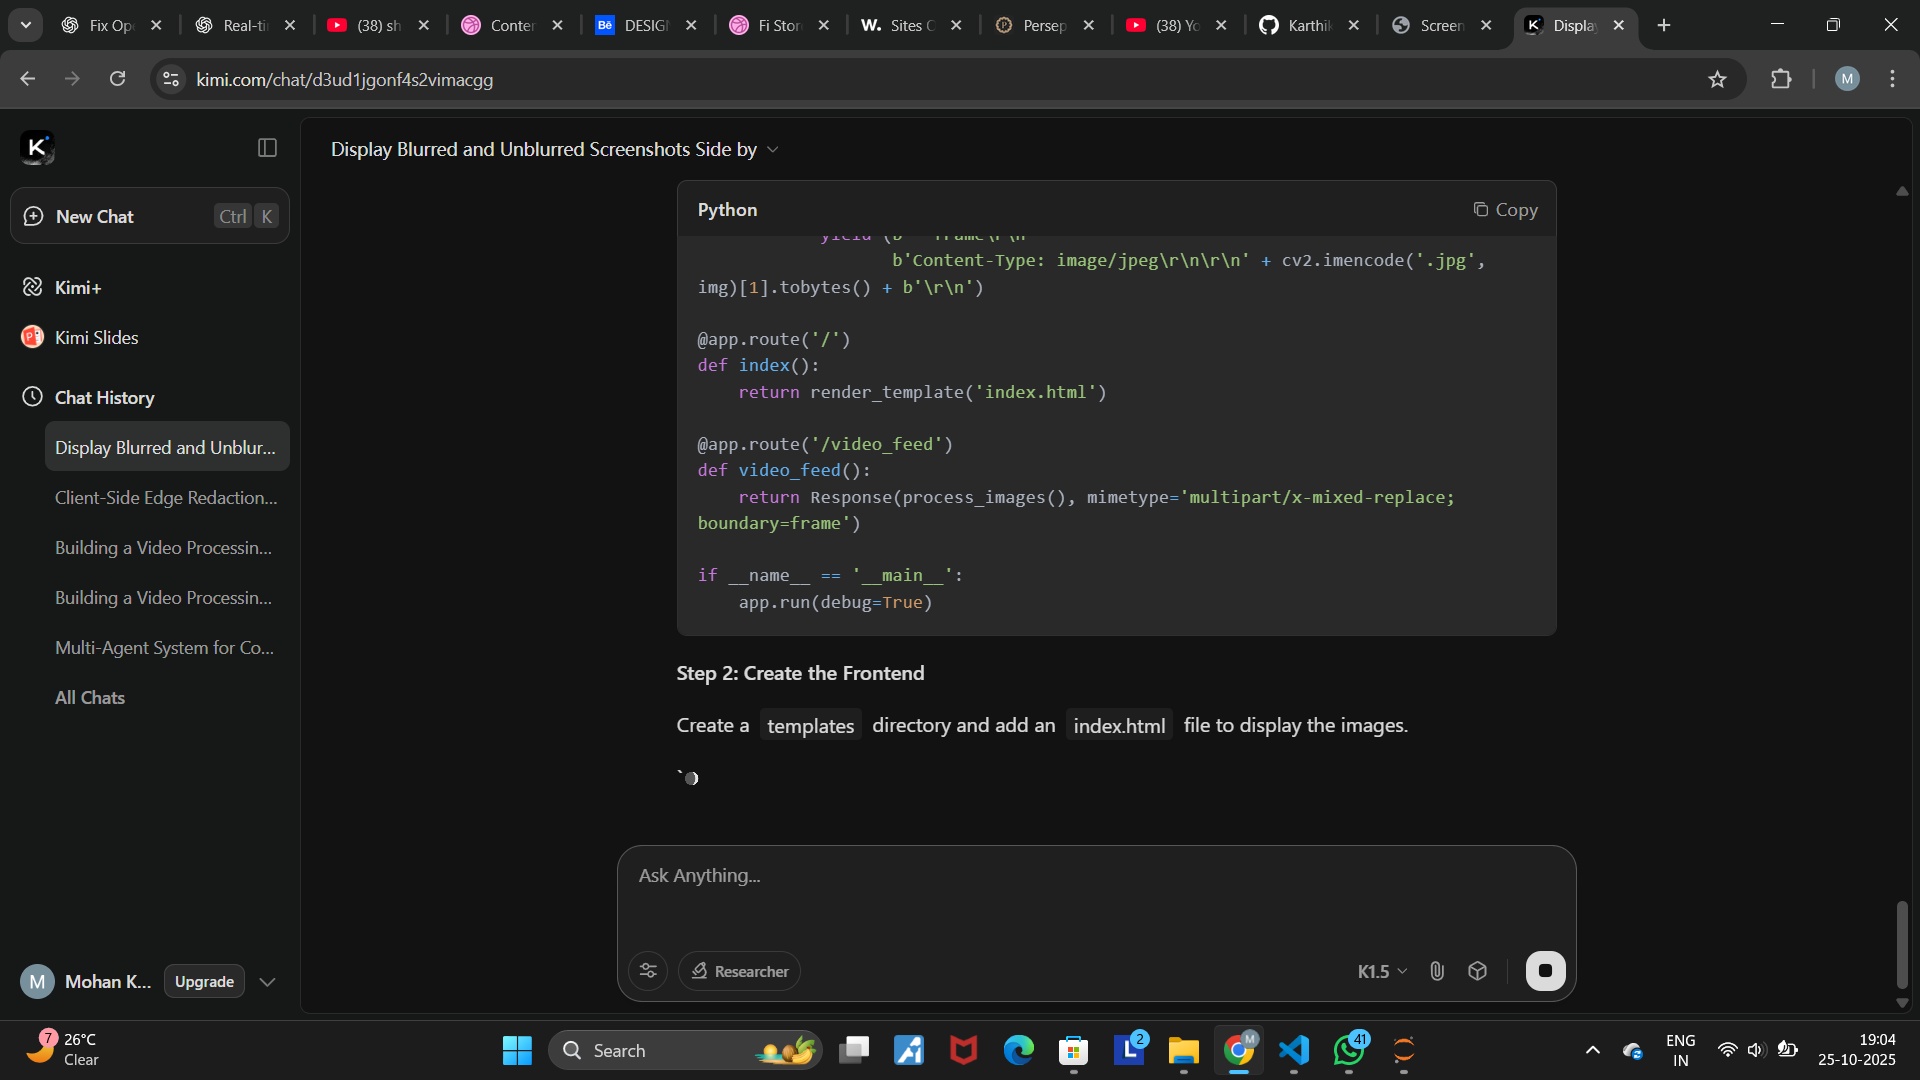 Fix Op
Real-ti
(38) sh
Conter
Bē DESIGI
Fi Stor
W. Sites C
P Persep
(38) Yo
Karthik
Screen
K Displa
kimi.com/chat/d3ud1jgonf4s2vimacgg
M
K
Display Blurred and Unblurred Screenshots Side by
New Chat Ctrl K
Kimi+
Kimi Slides
Chat History
Display Blurred and Unblur...
Client-Side Edge Redaction...
Building a Video Processin...
Building a Video Processin...
Multi-Agent System for Co...
All Chats
M Mohan K... Upgrade
Python
Copy
b'Content-Type: image/jpeg\r\n\r\n' + cv2.imencode('.jpg',
img)[1].tobytes() + b'\r\n')
@app.route('/')
def index():
return render_template('index.html')
@app.route('/video_feed')
def video_feed():
return Response(process_images(), mimetype='multipart/x-mixed-replace;
boundary=frame')
if __name__ == '__main__':
app.run(debug=True)
Step 2: Create the Frontend
Create a templates directory and add an index.html file to display the images.
`
Ask Anything...
Researcher
K1.5
7
26°C
Clear
Search
L 2
M
41
ENG
IN
19:04
25-10-2025